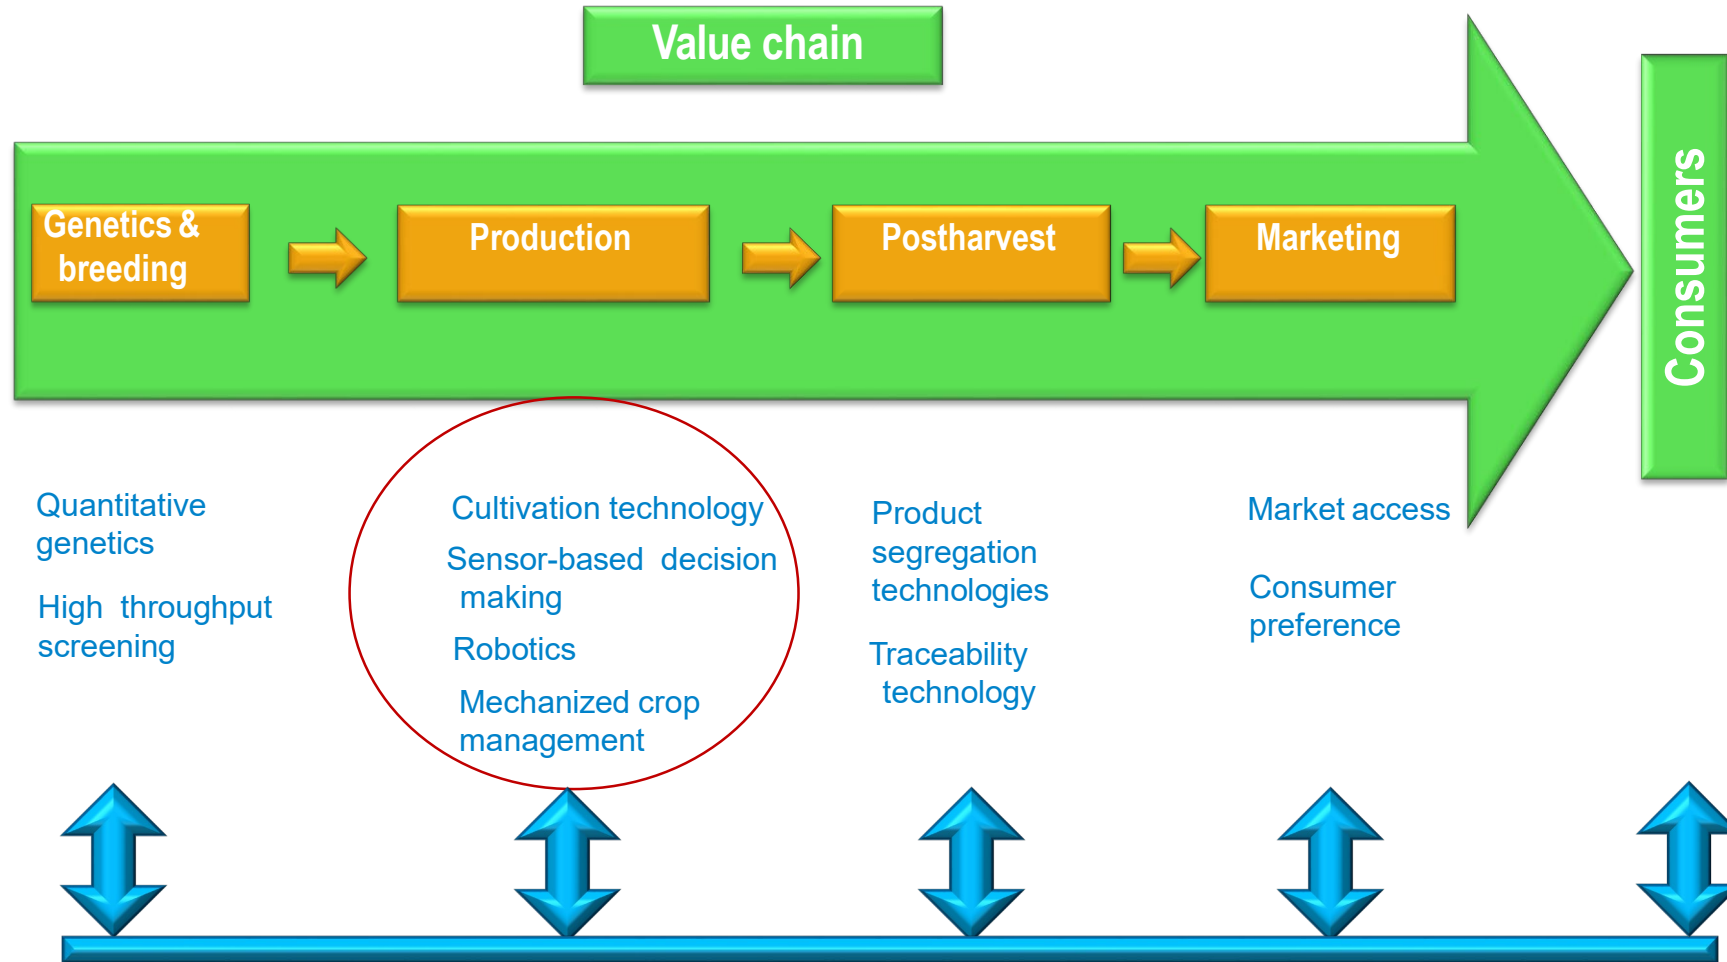 Value chain
Genetics &
breeding
Production
Postharvest
Marketing
Consumers
Quantitative
genetics
High throughput
screening
Cultivation technology
Sensor-based decision
making
Robotics
Mechanized crop
management
Product
segregation
technologies
Traceability
technology
Market access
Consumer
preference